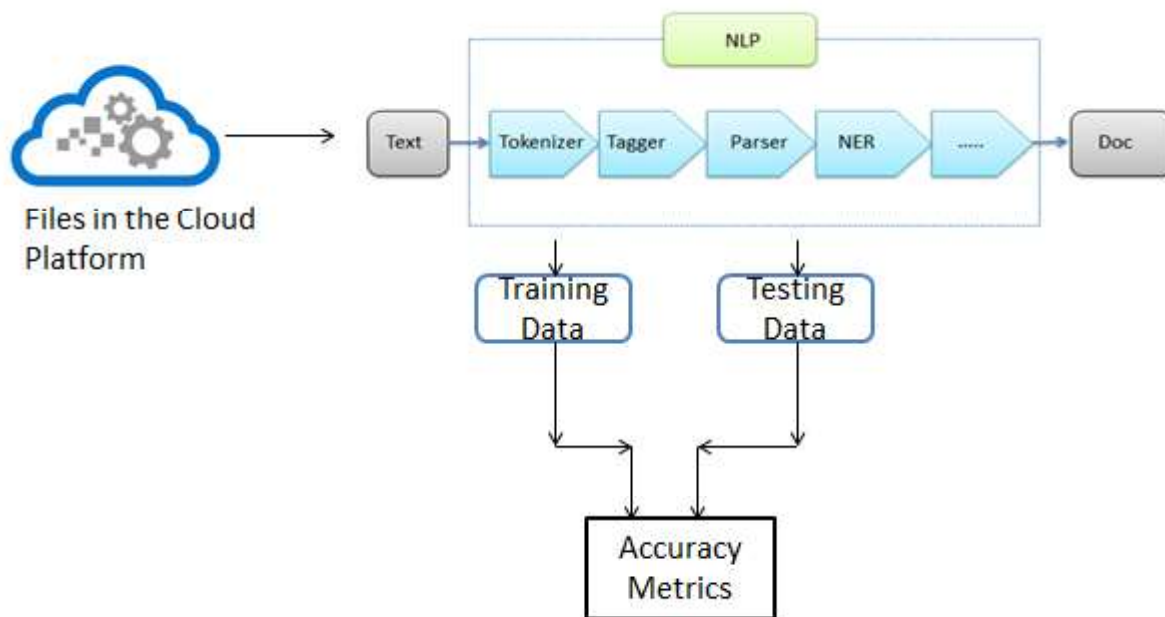 NLP
Text
Tokenizer
Tagger
Parser
NER
.....
Doc
Files in the Cloud
Platform
Training
Data
Testing
Data
Accuracy
Metrics